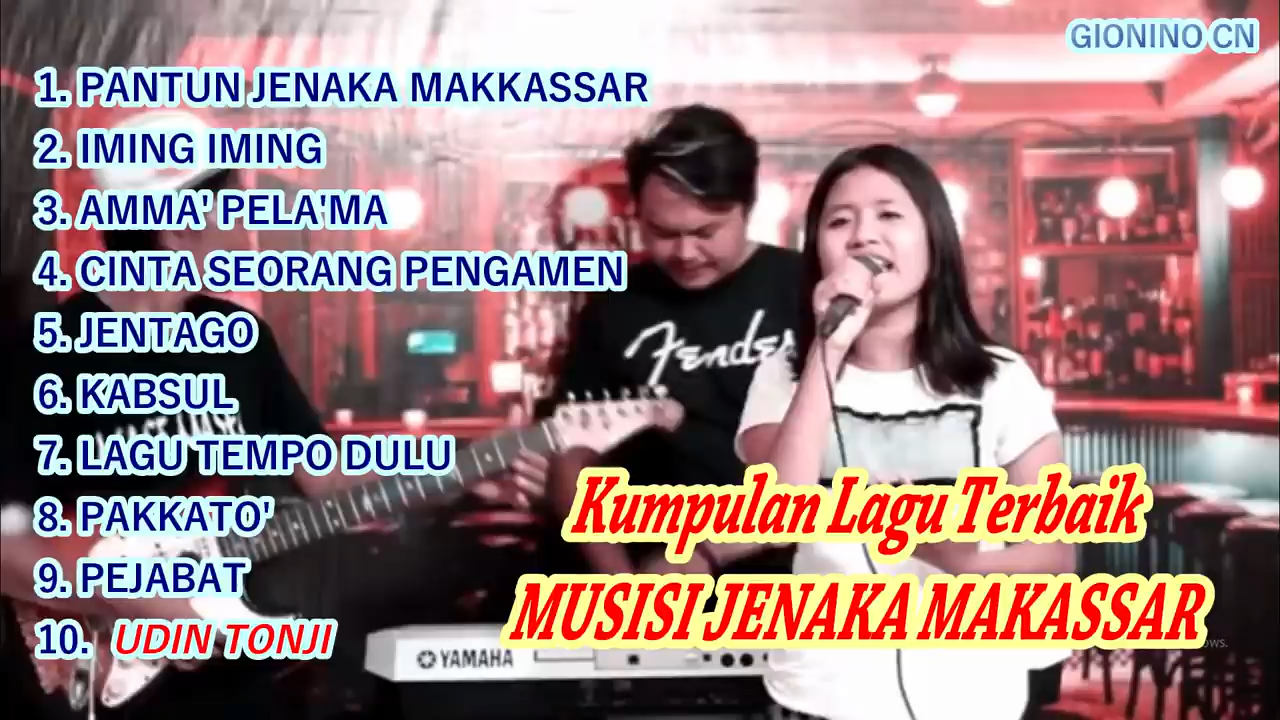 GIONINO CN
1. PANTUN JENAKA MAKKASSAR
2. IMING IMING
3. AMMA' PELA'MA
4. CINTA SEORANG PENGAMEN
5. JENTAGO
6. KABSUL
7. LAGU TEMPO DULU
8. PAKKATO'
9. PEJABAT
10. UDIN TONJI
Fender
Kumpulan Lagu Terbaik
MUSISI JENAKA MAKASSAR
YAMAHA